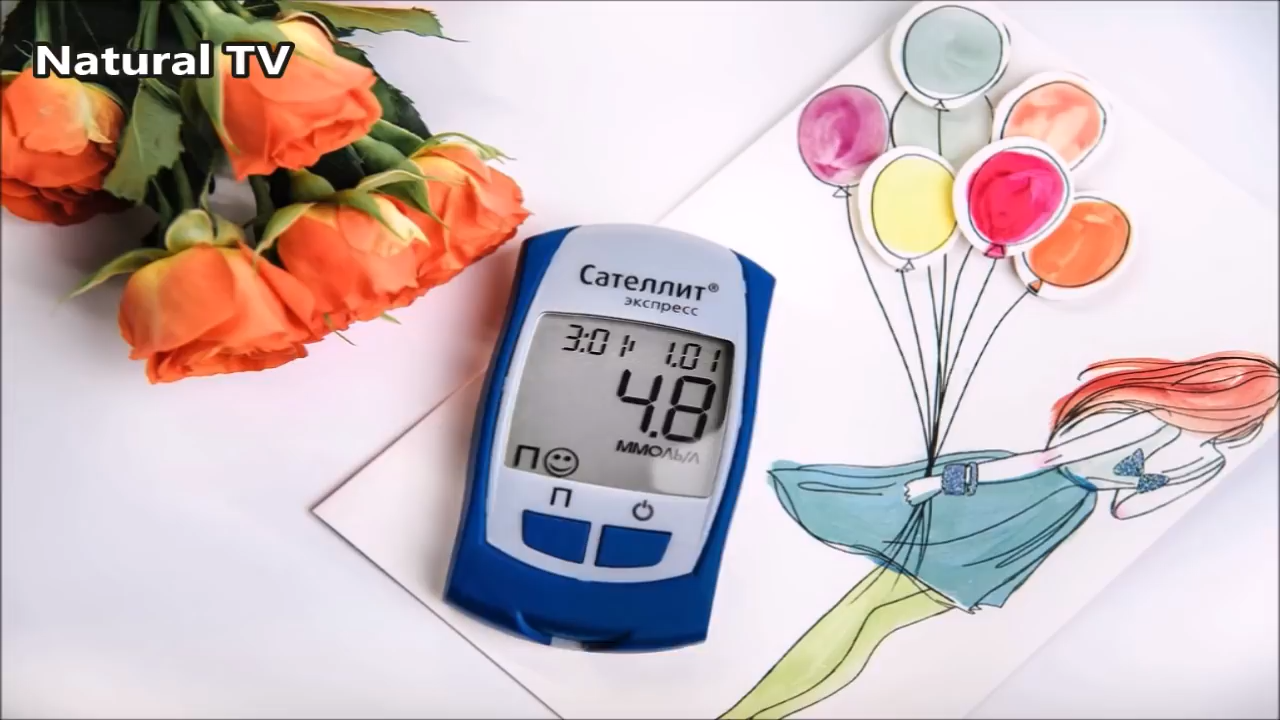 Natural TV
Сателлит®
экспресс
3:01 1.01
4.8
ммоль/л
П
П